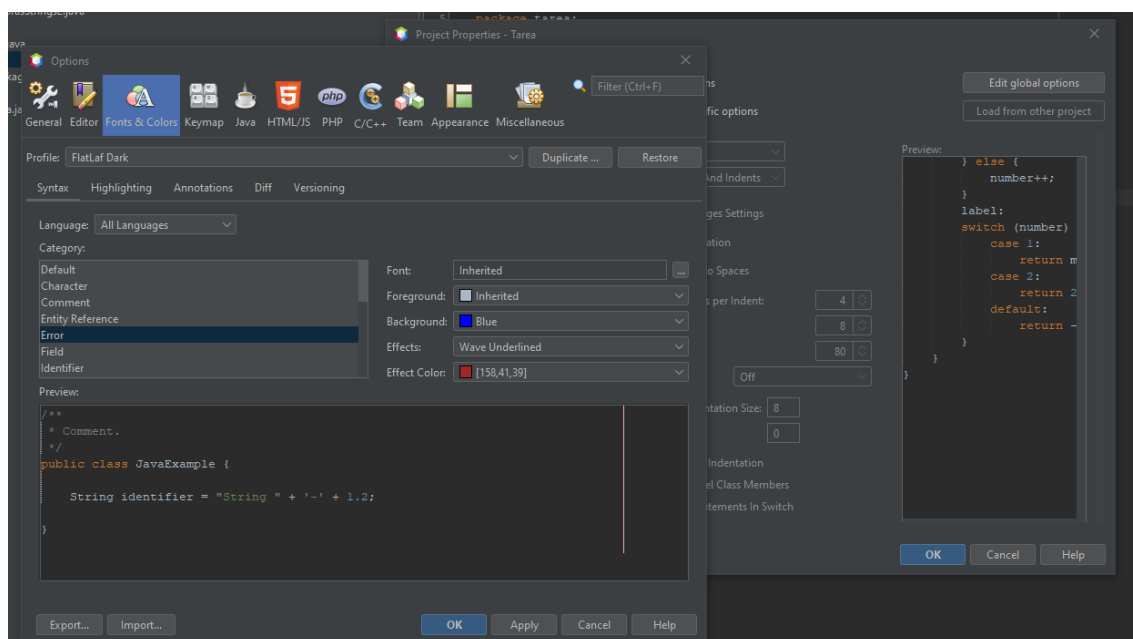 package tarea;
Project Properties - Tarea
Options
Filter (Ctrl+F)
General Editor Fonts & Colors Keymap Java HTML/JS PHP C/C++ Team Appearance Miscellaneous
Edit global options
fic options
Load from other project
Profile: FlatLaf Dark
Duplicate ...
Restore
Syntax Highlighting Annotations Diff Versioning
Language: All Languages
Category:
Default
Character
Comment
Entity Reference
Error
Field
Identifier
Font: Inherited
...
Foreground: Inherited
Background: Blue
Effects: Wave Underlined
Effect Color: [158,41,39]
Preview:
/**
* Comment.
*/
public class JavaExample {
String identifier = "String " + '-' + 1.2;
}
Export... Import...
OK Apply Cancel Help
And Indents
ges Settings
ation
o Spaces
s per Indent: 4
8
80
Off
ntation Size: 8
0
Indentation
el Class Members
tements In Switch
Preview:
} else {
number++;
}
label:
switch (number)
case 1:
return m
case 2:
return 2
default:
return -
}
}
}
OK Cancel Help